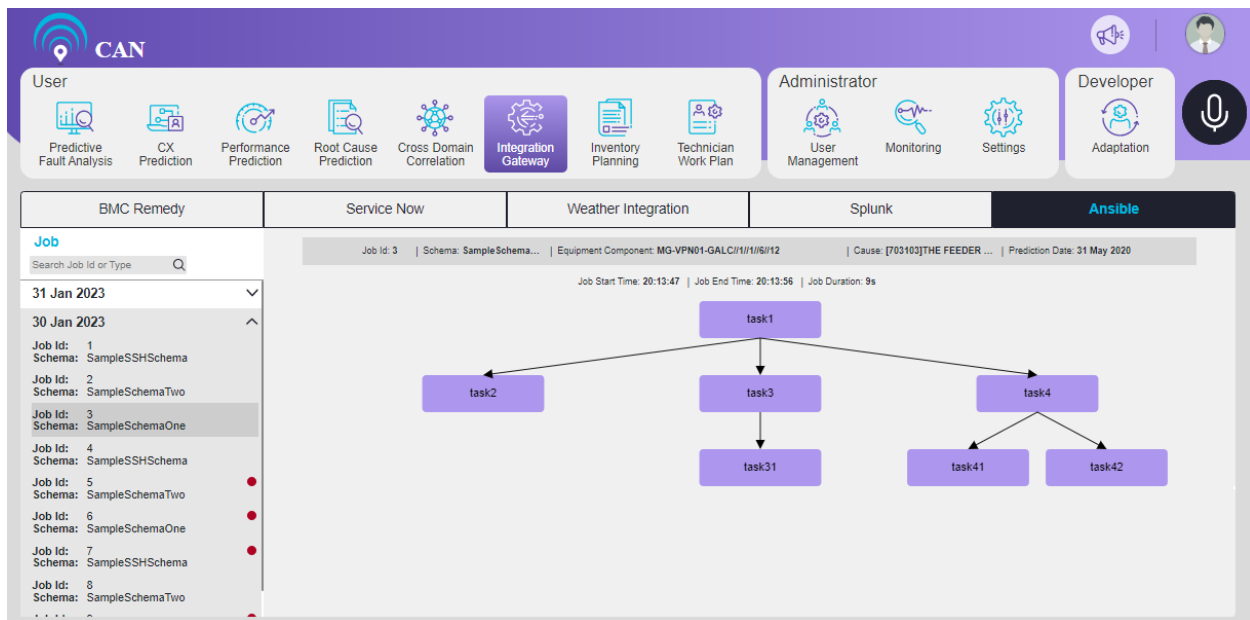 CAN
User
Administrator
Developer
Predictive
Fault Analysis
CX
Prediction
Performance
Prediction
Root Cause
Prediction
Cross Domain
Correlation
Integration
Gateway
Inventory
Planning
Technician
Work Plan
User
Management
Monitoring
Settings
Adaptation
BMC Remedy
Service Now
Weather Integration
Splunk
Ansible
Job
Search Job Id or Type
31 Jan 2023
30 Jan 2023
Job Id: 1
Schema: SampleSSHSchema
Job Id: 2
Schema: SampleSchemaTwo
Job Id: 3
Schema: SampleSchemaOne
Job Id: 4
Schema: SampleSSHSchema
Job Id: 5
Schema: SampleSchemaTwo
Job Id: 6
Schema: SampleSchemaOne
Job Id: 7
Schema: SampleSSHSchema
Job Id: 8
Schema: SampleSchemaTwo
Job Id: 3 | Schema: SampleSchema... | Equipment Component: MG-VPN01-GALC//1//1//6//12 | Cause: [703103]THE FEEDER ... | Prediction Date: 31 May 2020
Job Start Time: 20:13:47 | Job End Time: 20:13:56 | Job Duration: 9s
task1
task2
task3
task4
task31
task41
task42